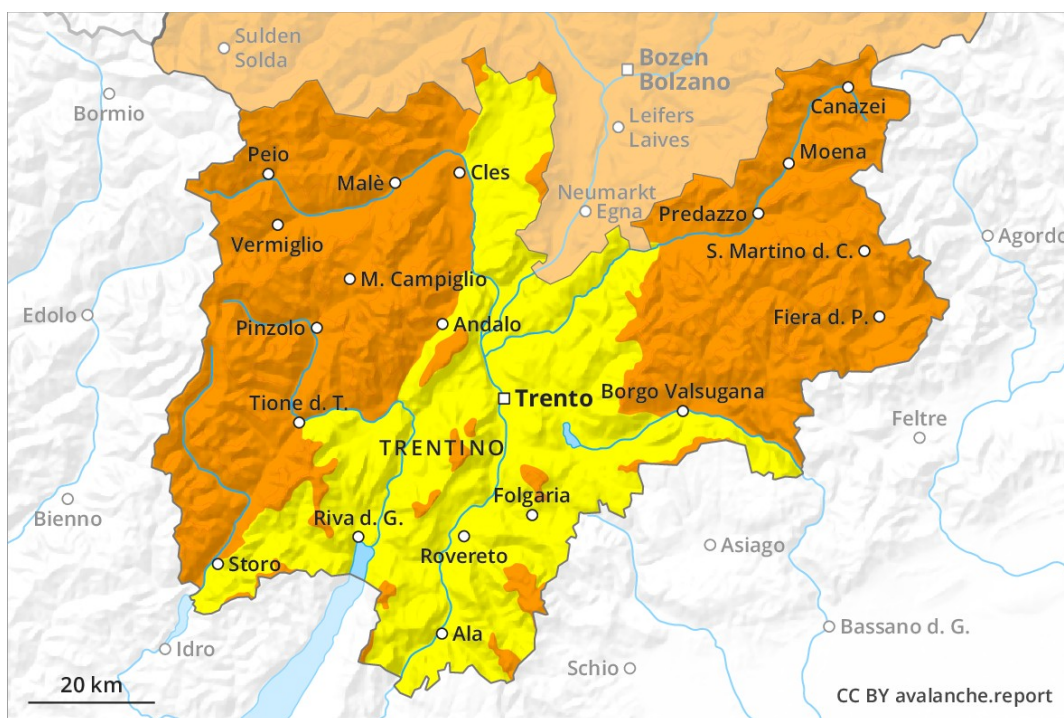 Sulden
Solda
Bozen
Bolzano
Bormio
Canazei
Leifers
Laives
Peio
Malè
Cles
Moena
Neumarkt
Egna
Predazzo
Vermiglio
Agordo
S. Martino d. C.
M. Campiglio
Edolo
Pinzolo
Andalo
Fiera d. P.
Trento
Borgo Valsugana
Tione d. T.
Feltre
TRENTINO
Bienno
Folgaria
Riva d. G.
Rovereto
Asiago
Storo
Bassano d. G.
Ala
Idro
Schio
20 km
CC BY avalanche.report